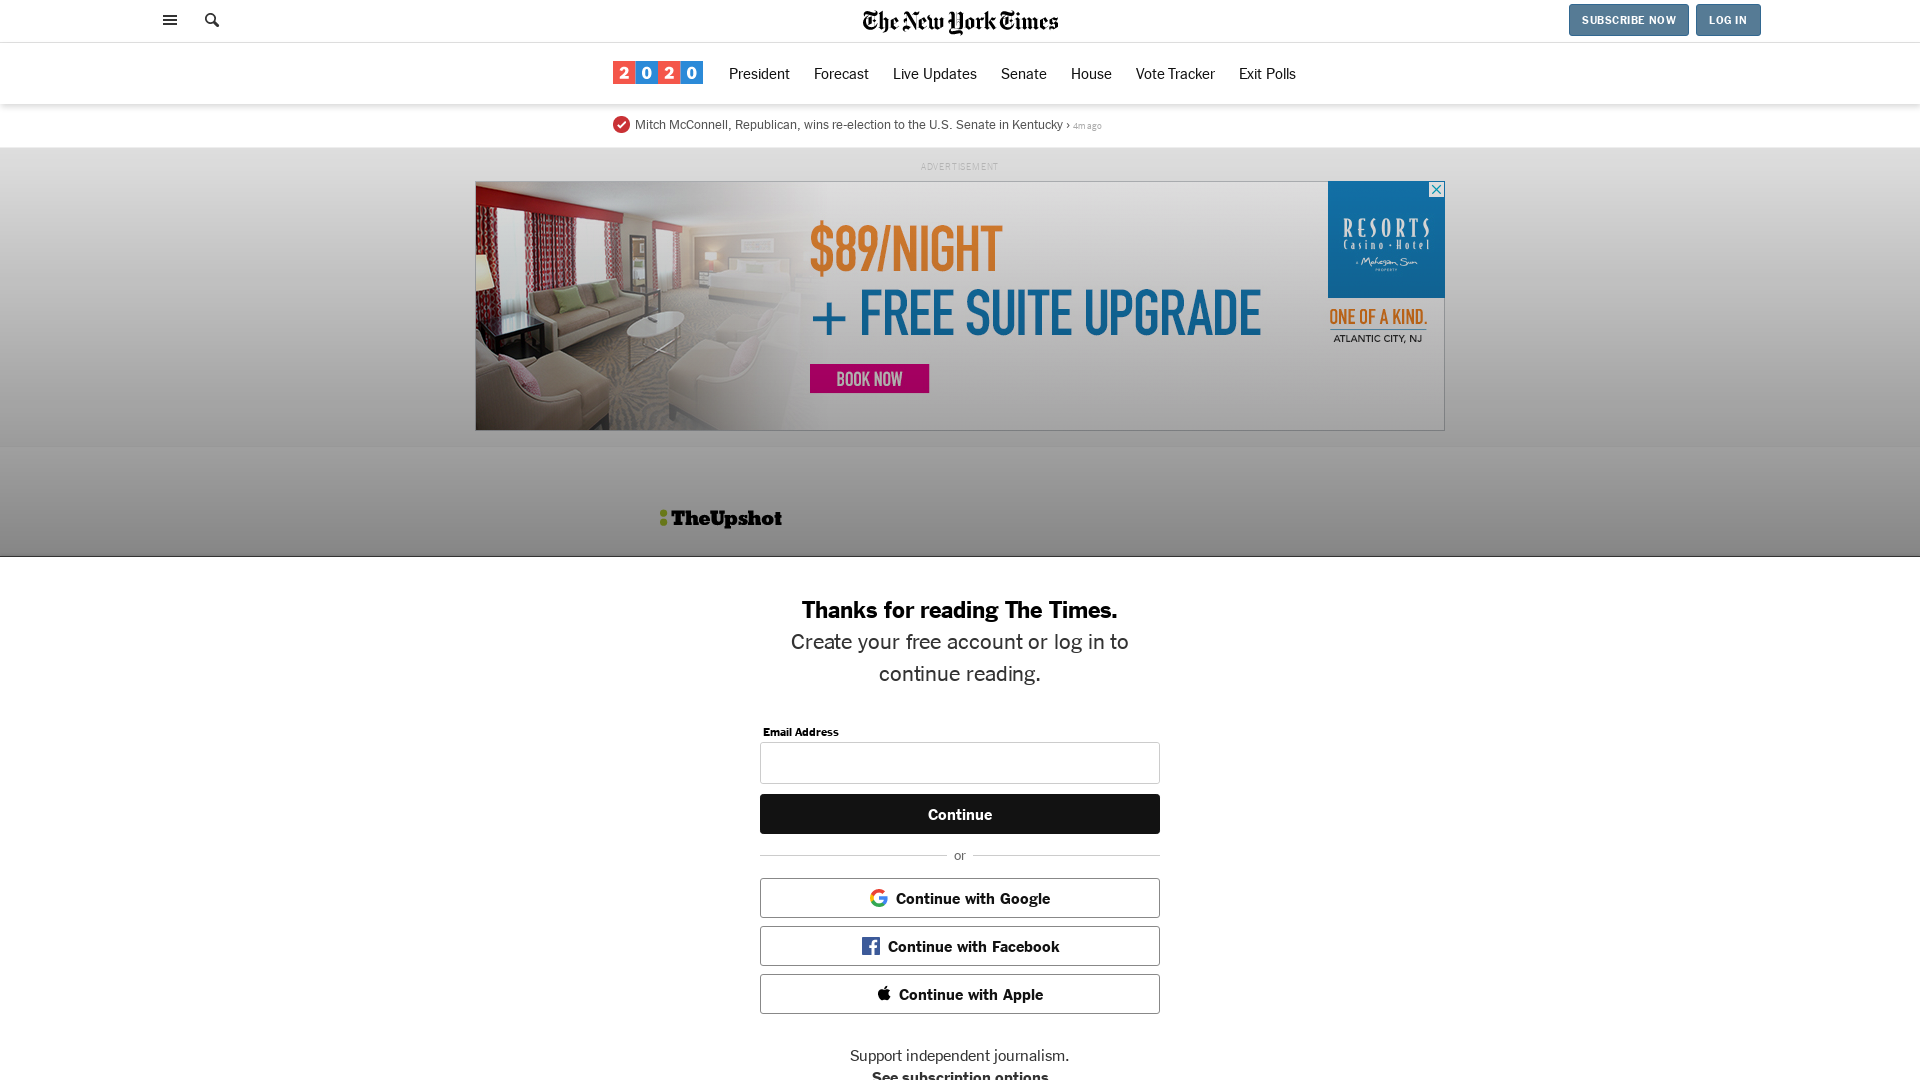 The New York Times
SUBSCRIBE NOW
LOG IN
2020
President
Forecast
Live Updates
Senate
House
Vote Tracker
Exit Polls
Mitch McConnell, Republican, wins re-election to the U.S. Senate in Kentucky › 4m ago
ADVERTISEMENT
$89/NIGHT
+ FREE SUITE UPGRADE
BOOK NOW
RESORTS
Casino • Hotel
a Mohegan Sun
PROPERTY
ONE OF A KIND.
ATLANTIC CITY, NJ
TheUpshot
Thanks for reading The Times.
Create your free account or log in to
continue reading.
Email Address
Continue
or
Continue with Google
Continue with Facebook
Continue with Apple
Support independent journalism.
See subscription options